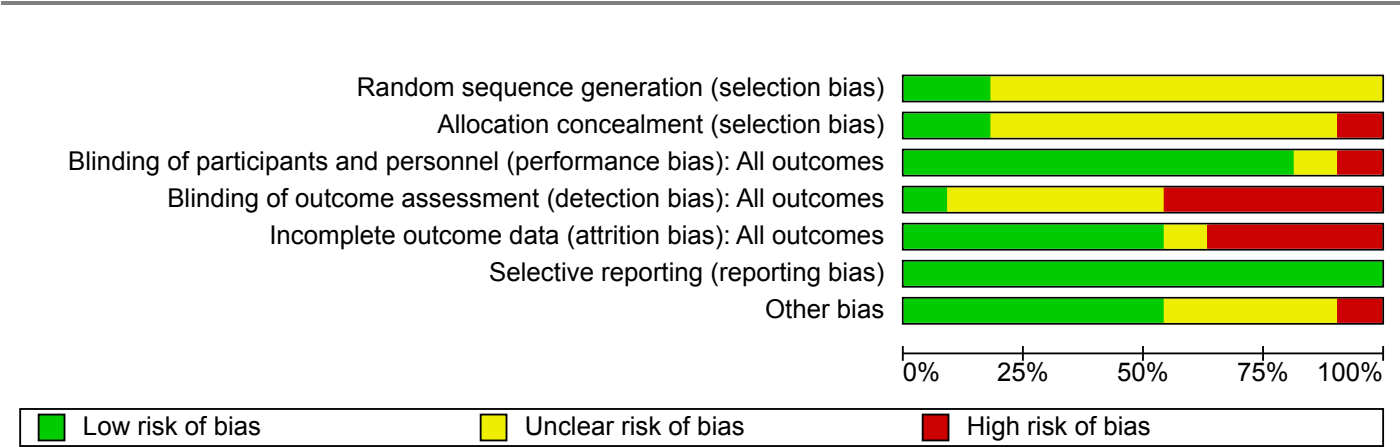 Random sequence generation (selection bias)
Allocation concealment (selection bias)
Blinding of participants and personnel (performance bias): All outcomes
Blinding of outcome assessment (detection bias): All outcomes
Incomplete outcome data (attrition bias): All outcomes
Selective reporting (reporting bias)
Other bias
0% 25% 50% 75% 100%
Low risk of bias Unclear risk of bias High risk of bias